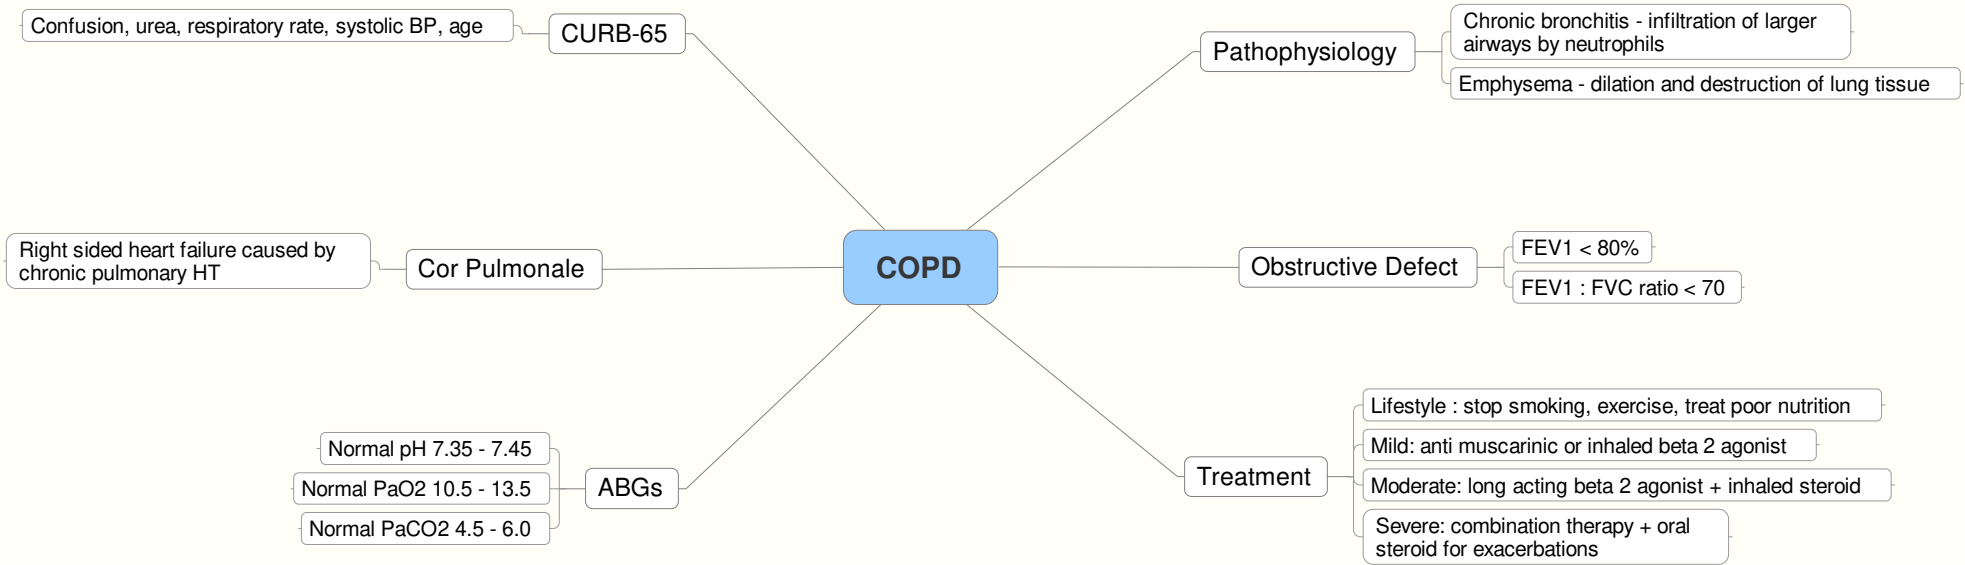 Confusion, urea, respiratory rate, systolic BP, age
CURB-65
Right sided heart failure caused by
chronic pulmonary HT
Cor Pulmonale
Normal pH 7.35 - 7.45
Normal PaO2 10.5 - 13.5
Normal PaCO2 4.5 - 6.0
ABGs
COPD
Pathophysiology
Chronic bronchitis - infiltration of larger
airways by neutrophils
Emphysema - dilation and destruction of lung tissue
Obstructive Defect
FEV1 < 80%
FEV1 : FVC ratio < 70
Treatment
Lifestyle : stop smoking, exercise, treat poor nutrition
Mild: anti muscarinic or inhaled beta 2 agonist
Moderate: long acting beta 2 agonist + inhaled steroid
Severe: combination therapy + oral
steroid for exacerbations